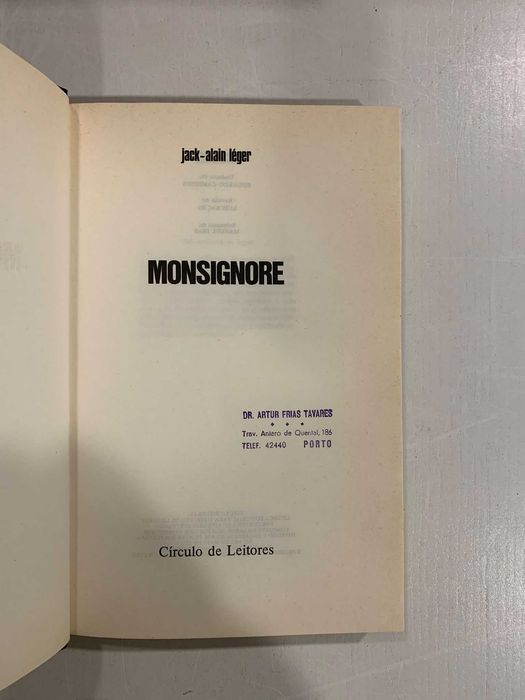 jack-alain léger
MONSIGNORE
DR. ARTUR FRIAS TAVARES
* * *
Trav. Antero de Quental, 186
TELEF. 42440 PORTO
Círculo de Leitores